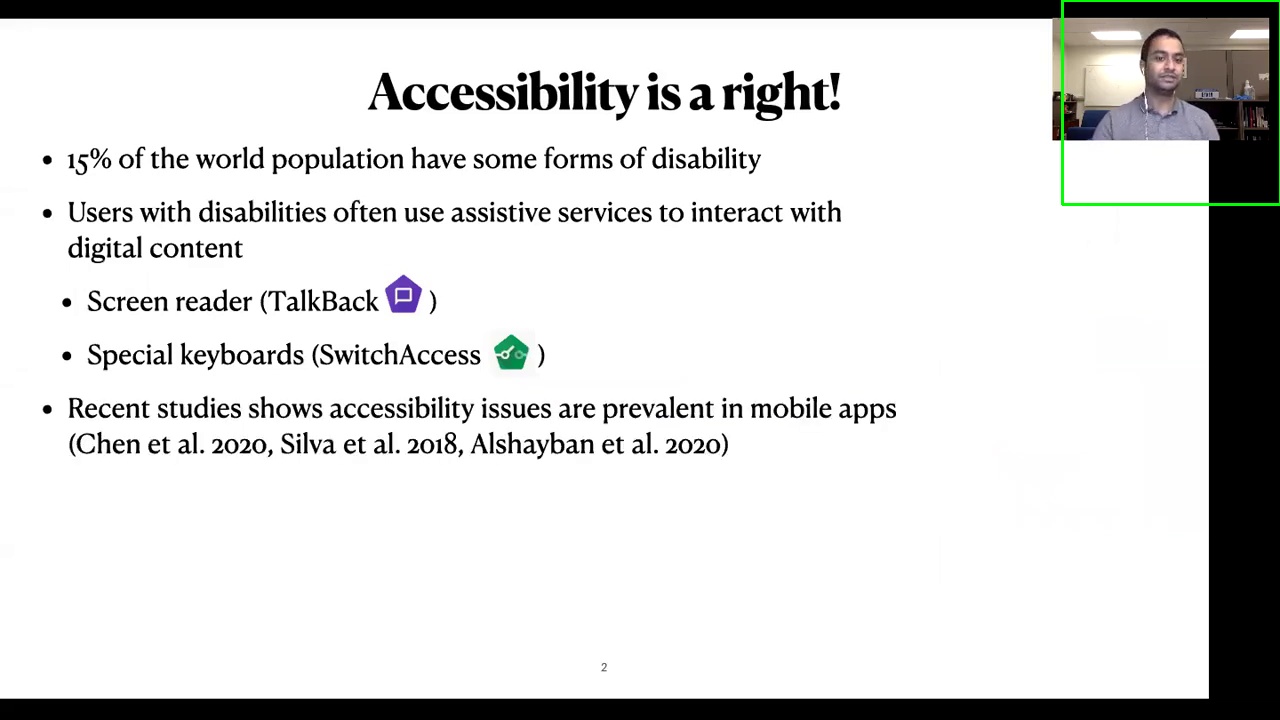 Accessibility is a right!
• 15% of the world population have some forms of disability
• Users with disabilities often use assistive services to interact with
digital content
• Screen reader (TalkBack )
• Special keyboards (SwitchAccess )
• Recent studies shows accessibility issues are prevalent in mobile apps
(Chen et al. 2020, Silva et al. 2018, Alshayban et al. 2020)
2